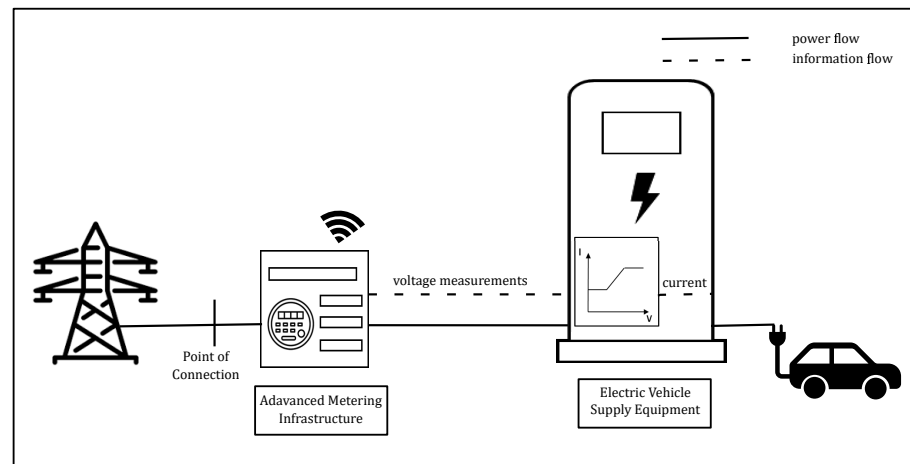 power flow
information flow
voltage measurements
I
V
current
Point of
Connection
Adavanced Metering
Infrastructure
Electric Vehicle
Supply Equipment